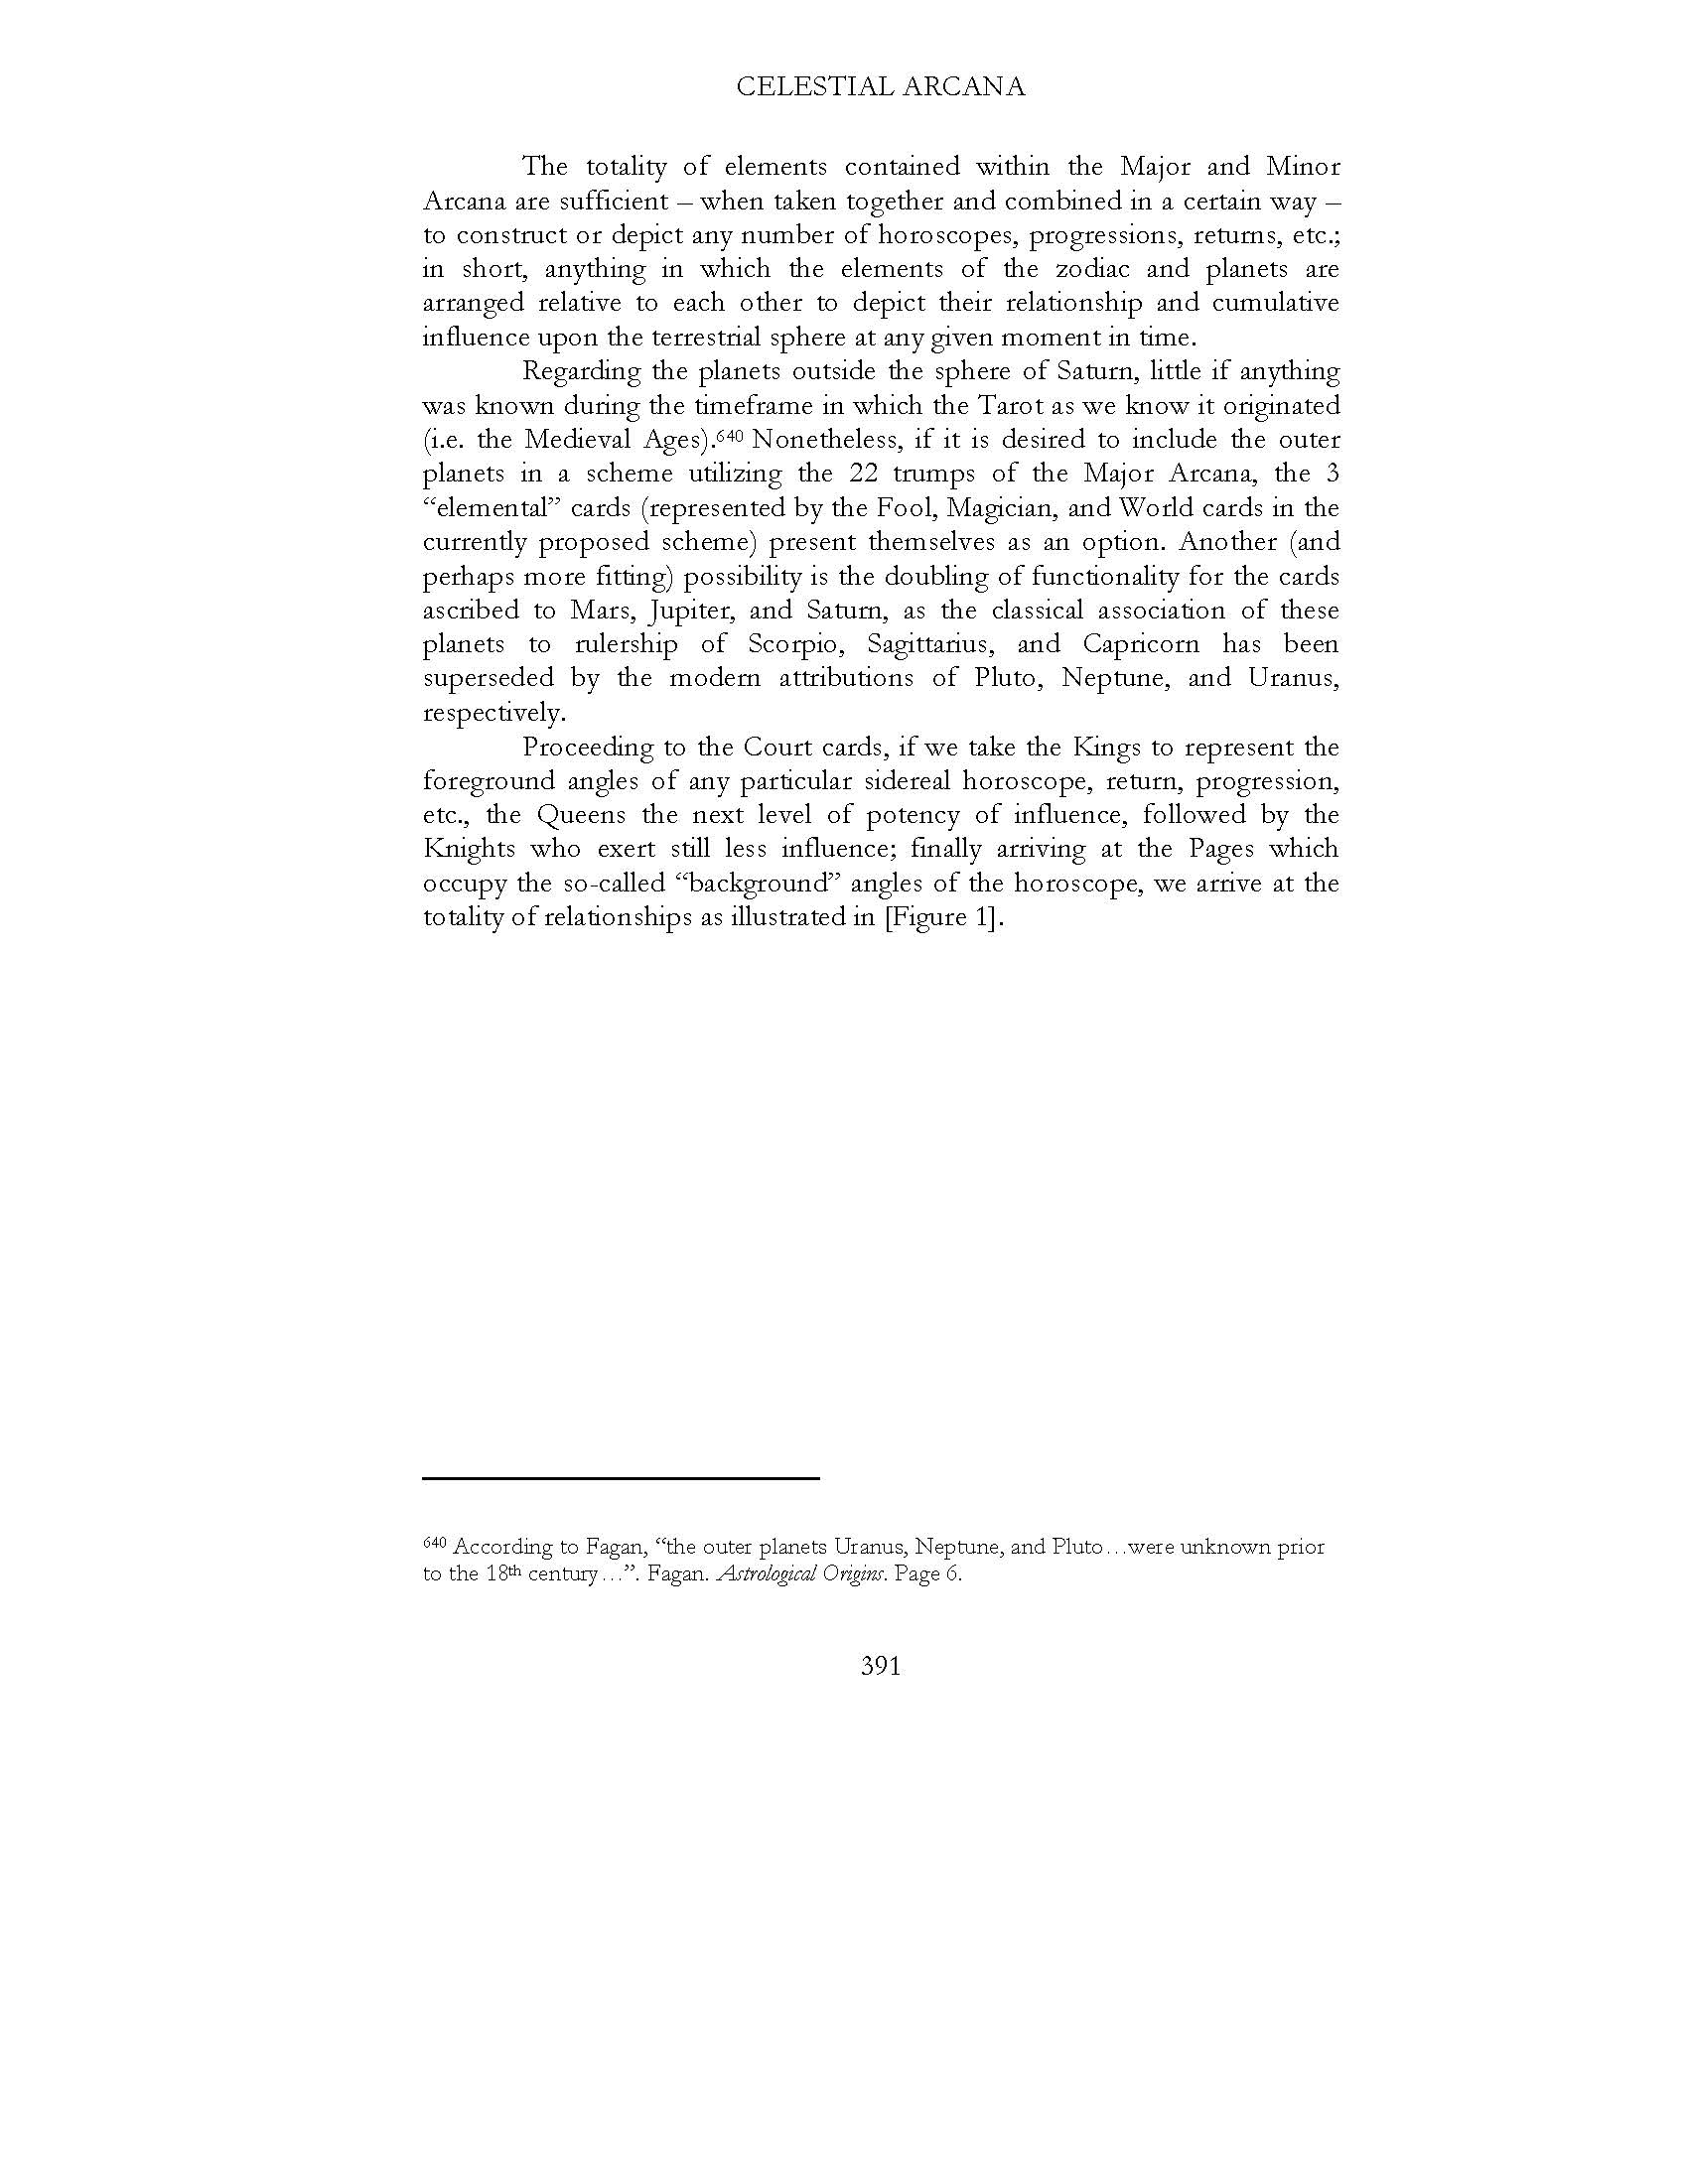 CELESTIAL ARCANA
The totality of elements contained within the Major and Minor
Arcana are sufficient – when taken together and combined in a certain way –
to construct or depict any number of horoscopes, progressions, returns, etc.;
in short, anything in which the elements of the zodiac and planets are
arranged relative to each other to depict their relationship and cumulative
influence upon the terrestrial sphere at any given moment in time.
Regarding the planets outside the sphere of Saturn, little if anything
was known during the timeframe in which the Tarot as we know it originated
(i.e. the Medieval Ages).640 Nonetheless, if it is desired to include the outer
planets in a scheme utilizing the 22 trumps of the Major Arcana, the 3
“elemental” cards (represented by the Fool, Magician, and World cards in the
currently proposed scheme) present themselves as an option. Another (and
perhaps more fitting) possibility is the doubling of functionality for the cards
ascribed to Mars, Jupiter, and Saturn, as the classical association of these
planets to rulership of Scorpio, Sagittarius, and Capricorn has been
superseded by the modern attributions of Pluto, Neptune, and Uranus,
respectively.
Proceeding to the Court cards, if we take the Kings to represent the
foreground angles of any particular sidereal horoscope, return, progression,
etc., the Queens the next level of potency of influence, followed by the
Knights who exert still less influence; finally arriving at the Pages which
occupy the so-called “background” angles of the horoscope, we arrive at the
totality of relationships as illustrated in [Figure 1].
640 According to Fagan, “the outer planets Uranus, Neptune, and Pluto…were unknown prior
to the 18th century…”. Fagan. Astrological Origins. Page 6.
391